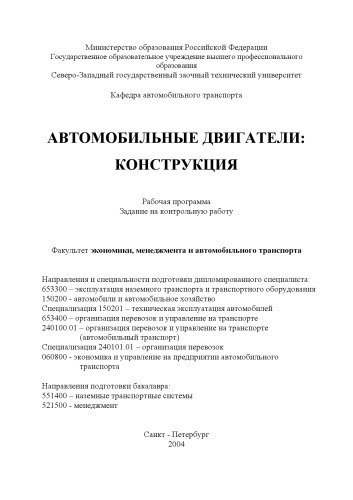 Министерство образования Российской Федерации
Государственное образовательное учреждение высшего профессионального
образования
Северо-Западный государственный заочный технический университет
Кафедра автомобильного транспорта
АВТОМОБИЛЬНЫЕ ДВИГАТЕЛИ:
КОНСТРУКЦИЯ
Рабочая программа
Задание на контрольную работу
Факультет экономики, менеджмента и автомобильного транспорта
Направления и специальности подготовки дипломированного специалиста:
653300 – эксплуатация наземного транспорта и транспортного оборудования
150200 - автомобили и автомобильное хозяйство
Специализация 150201 – техническая эксплуатация автомобилей
653400 – организация перевозок и управление на транспорте
240100.01 – организация перевозок и управление на транспорте
(автомобильный транспорт)
Специализация 240101.01 – организация перевозок
060800 - экономика и управление на предприятии автомобильного
транспорта
Направления подготовки бакалавра:
551400 – наземные транспортные системы
521500 - менеджмент
Санкт - Петербург
2004